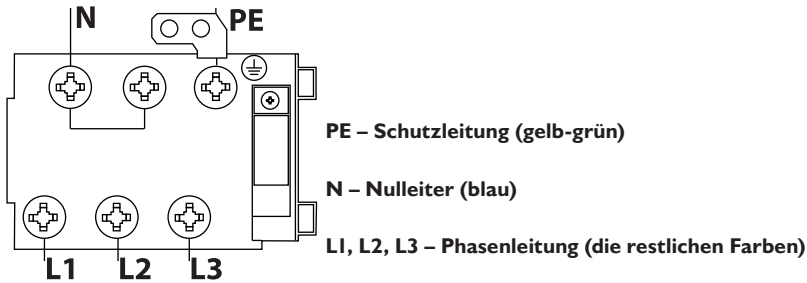 N PE
PE – Schutzleitung (gelb-grün)
N – Nulleiter (blau)
L1, L2, L3 – Phasenleitung (die restlichen Farben)
L1 L2 L3